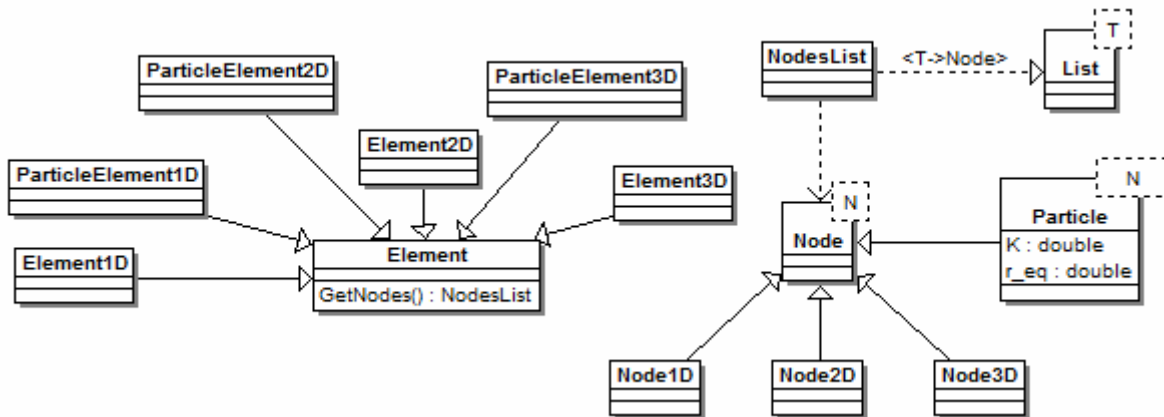 T
NodesList
<T->Node>
List
ParticleElement2D
ParticleElement3D
Element2D
ParticleElement1D
Element3D
N
N
Particle
Node
K : double
r_eq : double
Element
Element1D
GetNodes() : NodesList
Node1D
Node2D
Node3D